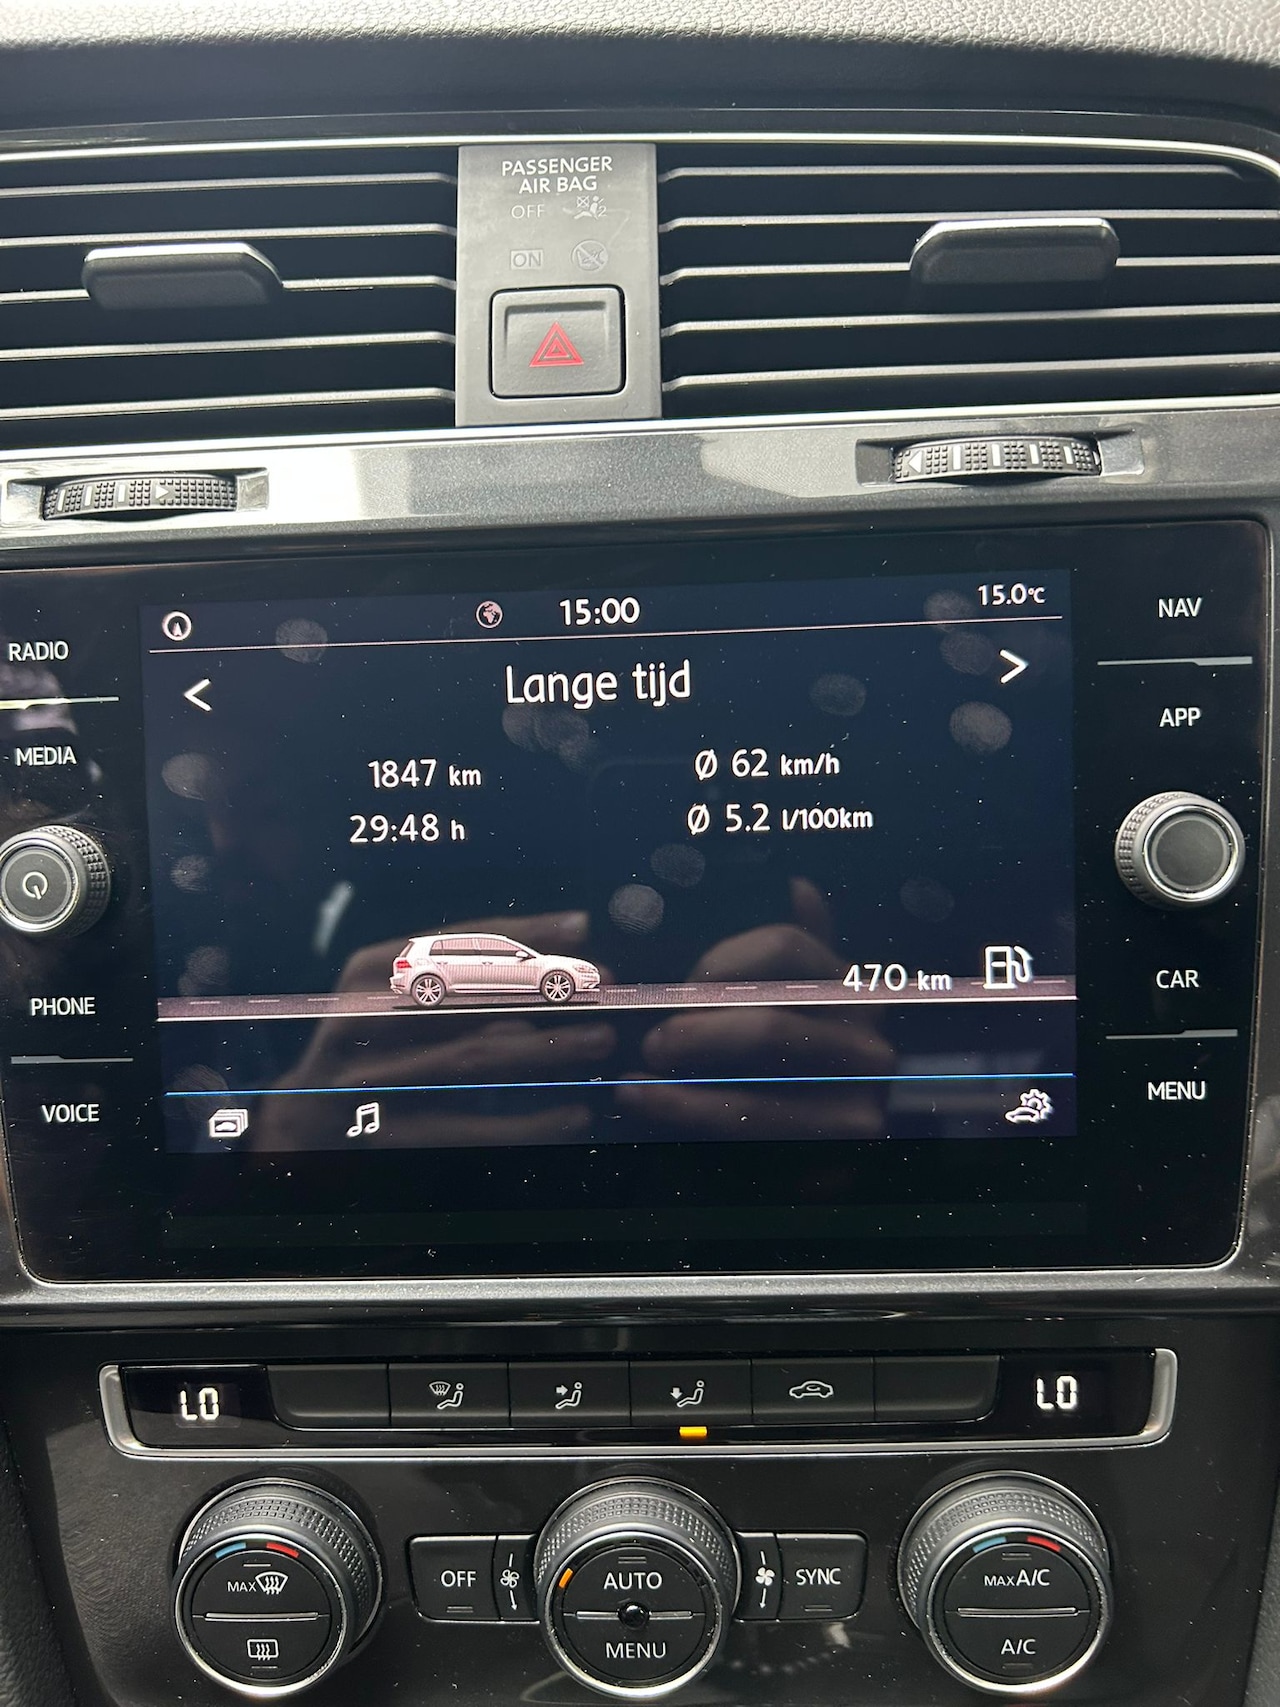 PASSENGER
AIR BAG
OFF
ON
15:00
15.0°C
RADIO
NAV
Lange tijd
MEDIA
APP
1847 km
Ø 62 km/h
29:48 h
Ø 5.2 l/100km
470 km
PHONE
CAR
VOICE
MENU
LO
LO
MAX
OFF
AUTO
SYNC
MAX A/C
MENU
A/C